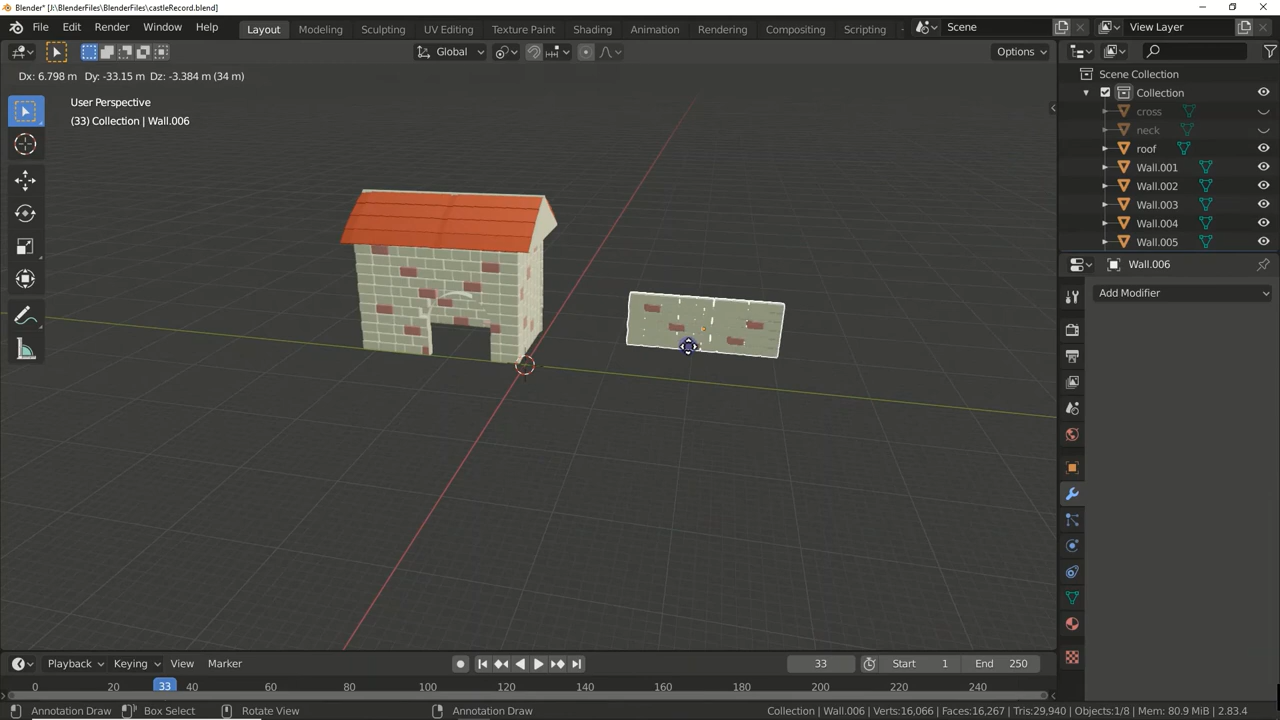 Blender* [J:\BlenderFiles\BlenderFiles\castleRecord.blend]
File Edit Render Window Help Layout Modeling Sculpting UV Editing Texture Paint Shading Animation Rendering Compositing Scripting Scene View Layer
Global Options
Dx: 6.798 m Dy: -33.15 m Dz: -3.384 m (34 m)
User Perspective
(33) Collection | Wall.006
Scene Collection
Collection
cross
neck
roof
Wall.001
Wall.002
Wall.003
Wall.004
Wall.005
Wall.006
Add Modifier
Playback Keying View Marker 33 Start 1 End 250
0 20 33 40 60 80 100 120 140 160 180 200 220 240
Annotation Draw Box Select Rotate View Annotation Draw Collection | Wall.006 | Verts:16,066 | Faces:16,267 | Tris:29,940 | Objects:1/8 | Mem: 80.9 MiB | 2.83.4